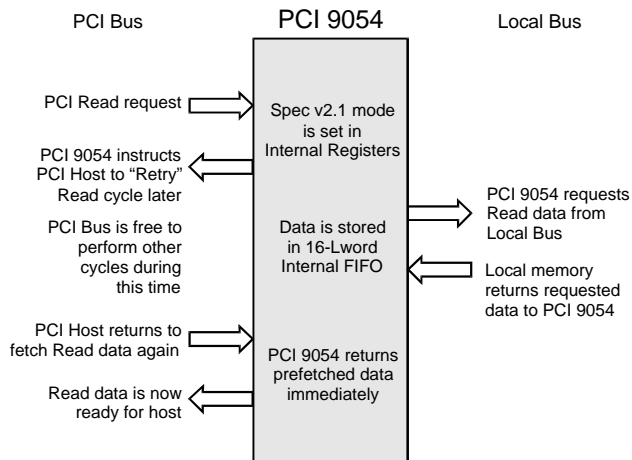 PCI Bus
PCI 9054
Local Bus
PCI Read request
Spec v2.1 mode
is set in
Internal Registers
PCI 9054 instructs
PCI Host to “Retry”
Read cycle later
PCI 9054 requests
Read data from
Local Bus
PCI Bus is free to
perform other
cycles during
this time
Data is stored
in 16-Lword
Internal FIFO
Local memory
returns requested
data to PCI 9054
PCI Host returns to
fetch Read data again
PCI 9054 returns
prefetched data
immediately
Read data is now
ready for host